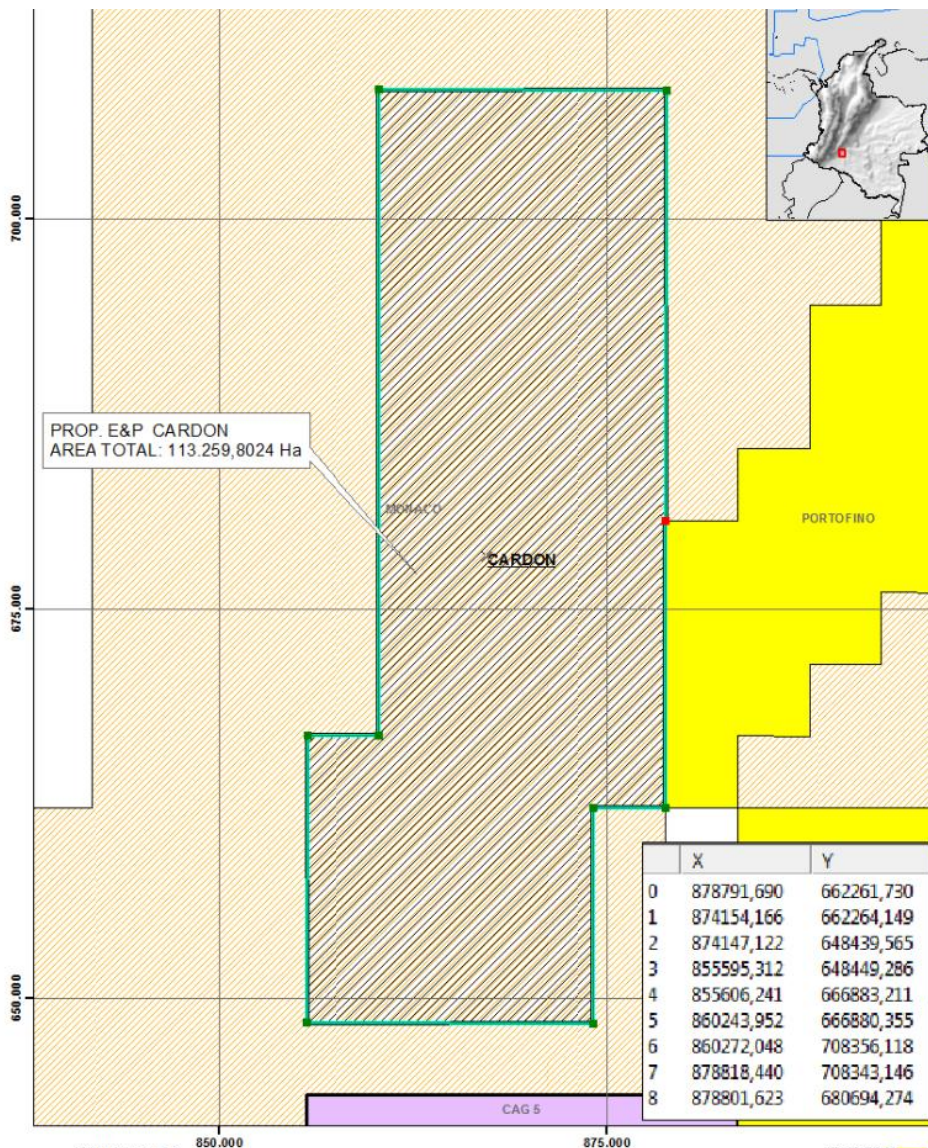 700.000
PROP. E&P CARDON
AREA TOTAL: 113.259,8024 Ha
MONACO
PORTOFINO
CARDON
675.000
650.000
X Y
0 878791,690 662261,730
1 874154,166 662264,149
2 874147,122 648439,565
3 855595,312 648449,286
4 855606,241 666883,211
5 860243,952 666880,355
6 860272,048 708356,118
7 878818,440 708343,146
8 878801,623 680694,274
CAG 5
850.000
875.000